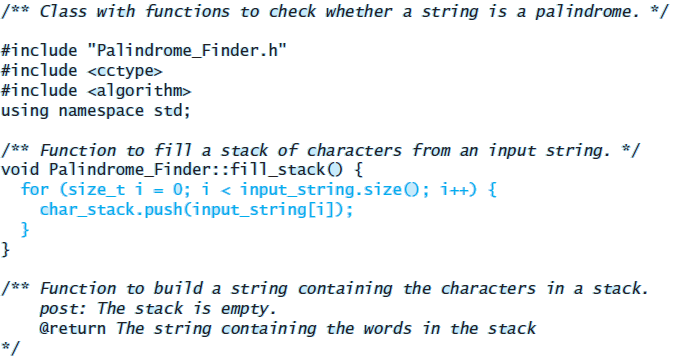 /** Class with functions to check whether a string is a palindrome. */
#include "Palindrome_Finder.h"
#include <cctype>
#include <algorithm>
using namespace std;
/** Function to fill a stack of characters from an input string. */
void Palindrome_Finder::fill_stack() {
for (size_t i = 0; i < input_string.size(); i++) {
char_stack.push(input_string[i]);
}
}
/** Function to build a string containing the characters in a stack.
post: The stack is empty.
@return The string containing the words in the stack
*/